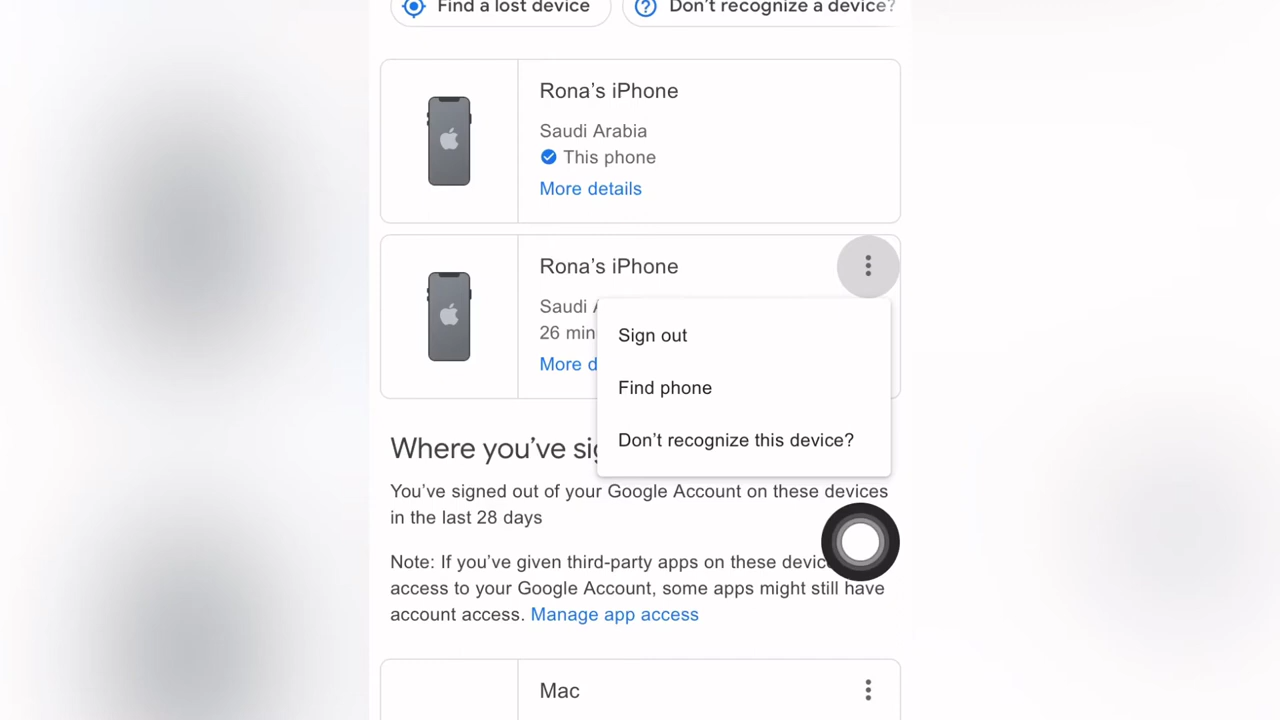 Find a lost device
Don't recognize a device?
Rona's iPhone
Saudi Arabia
This phone
More details
Rona's iPhone
Saudi
26 min
More d
Sign out
Find phone
Don't recognize this device?
Where you've sig
You've signed out of your Google Account on these devices
in the last 28 days
Note: If you've given third-party apps on these devic
access to your Google Account, some apps might still have
account access. Manage app access
Mac